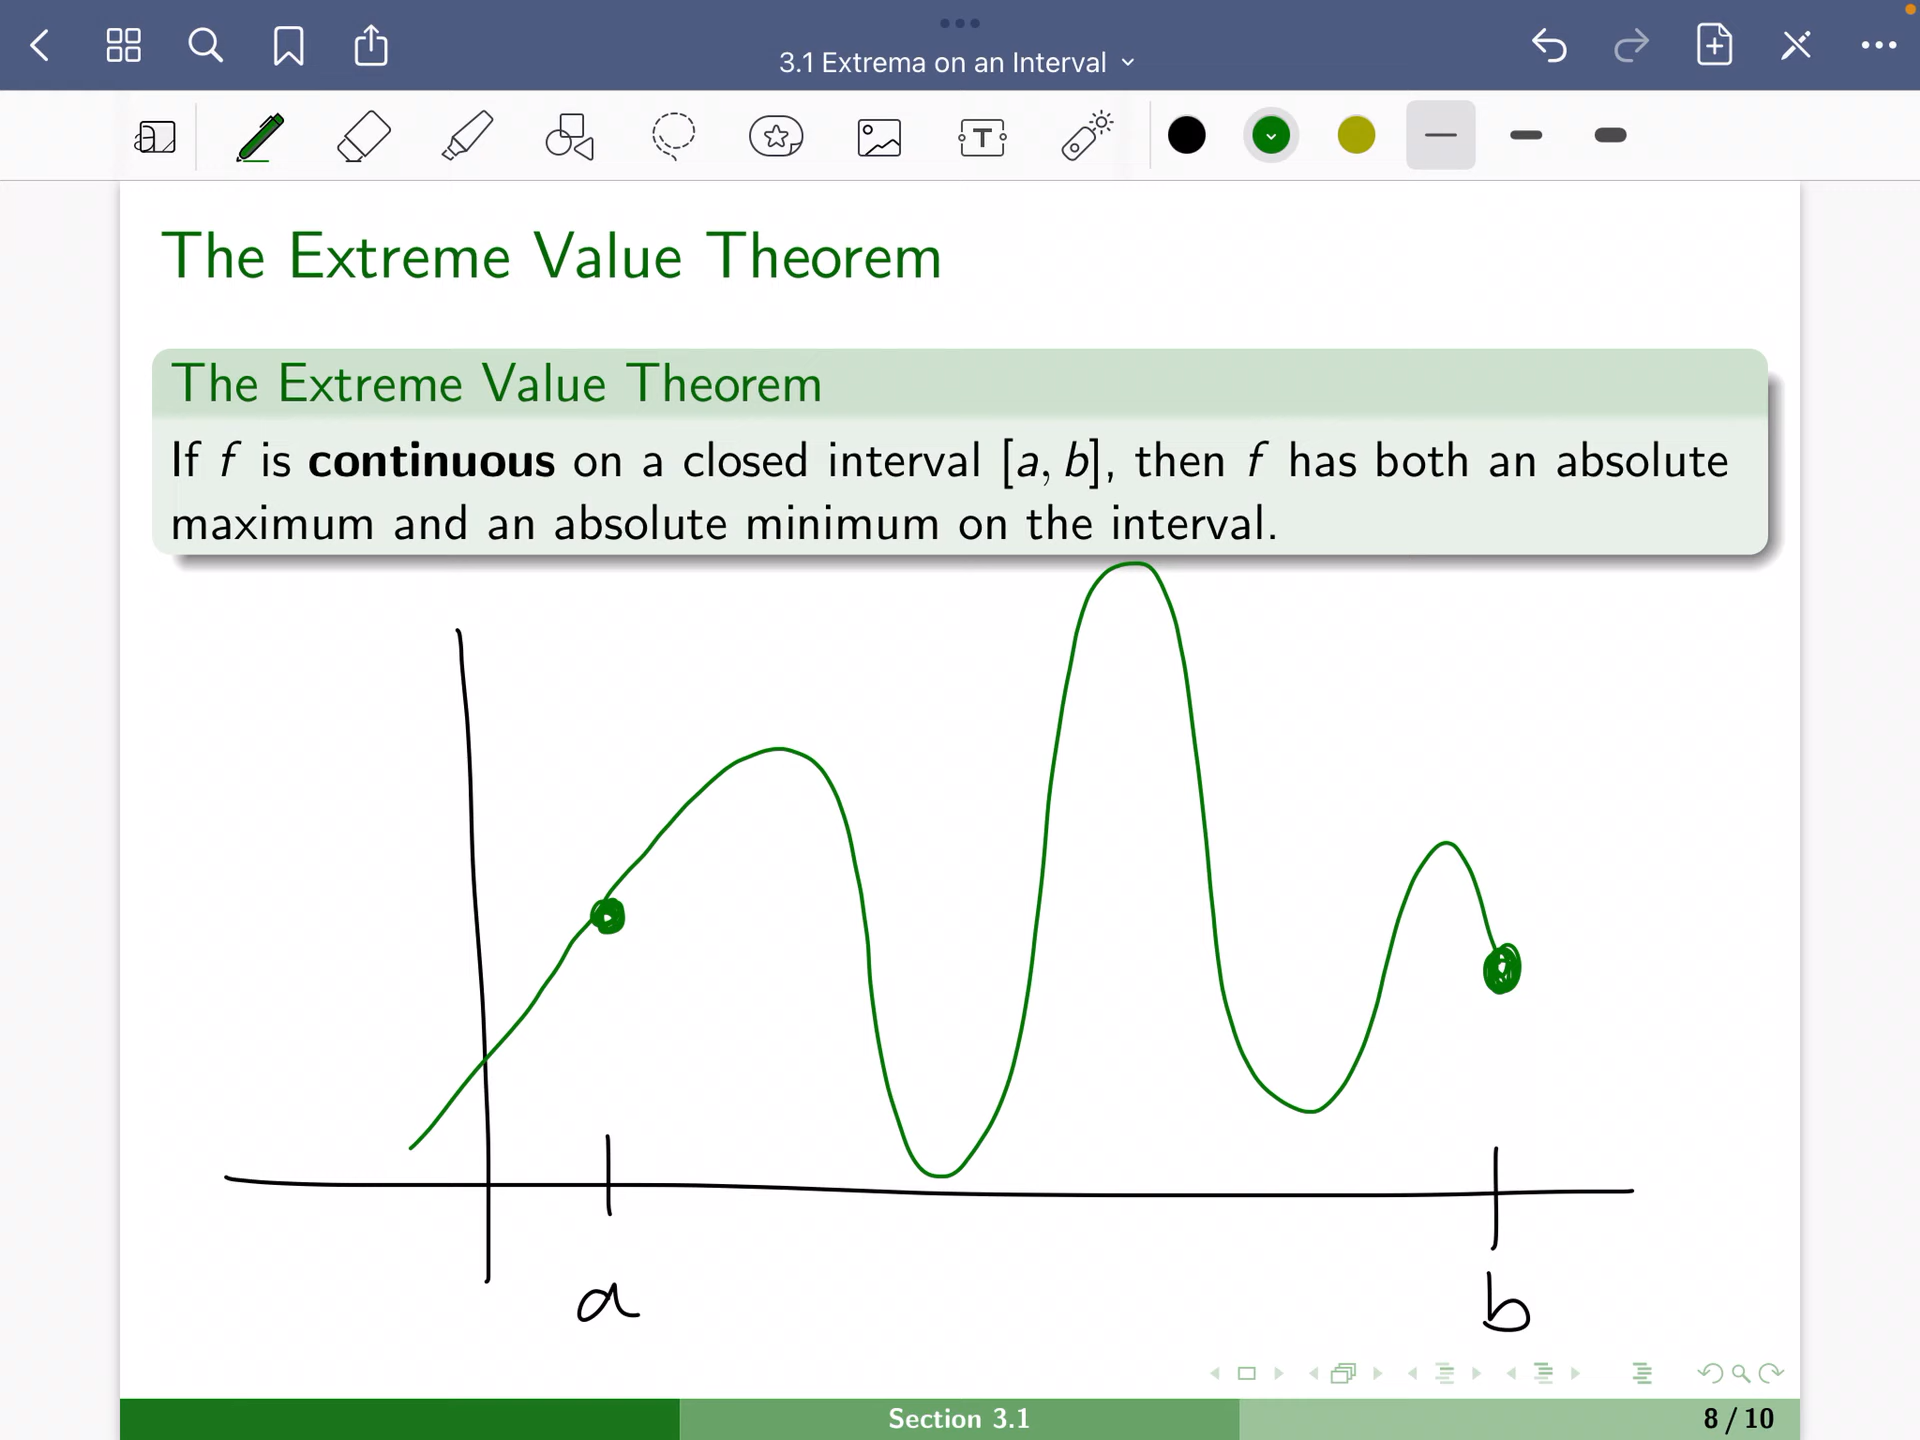 3.1 Extrema on an Interval
a
T
The Extreme Value Theorem
The Extreme Value Theorem
If f is continuous on a closed interval [a, b], then f has both an absolute
maximum and an absolute minimum on the interval.
a
b
Section 3.1
8 / 10